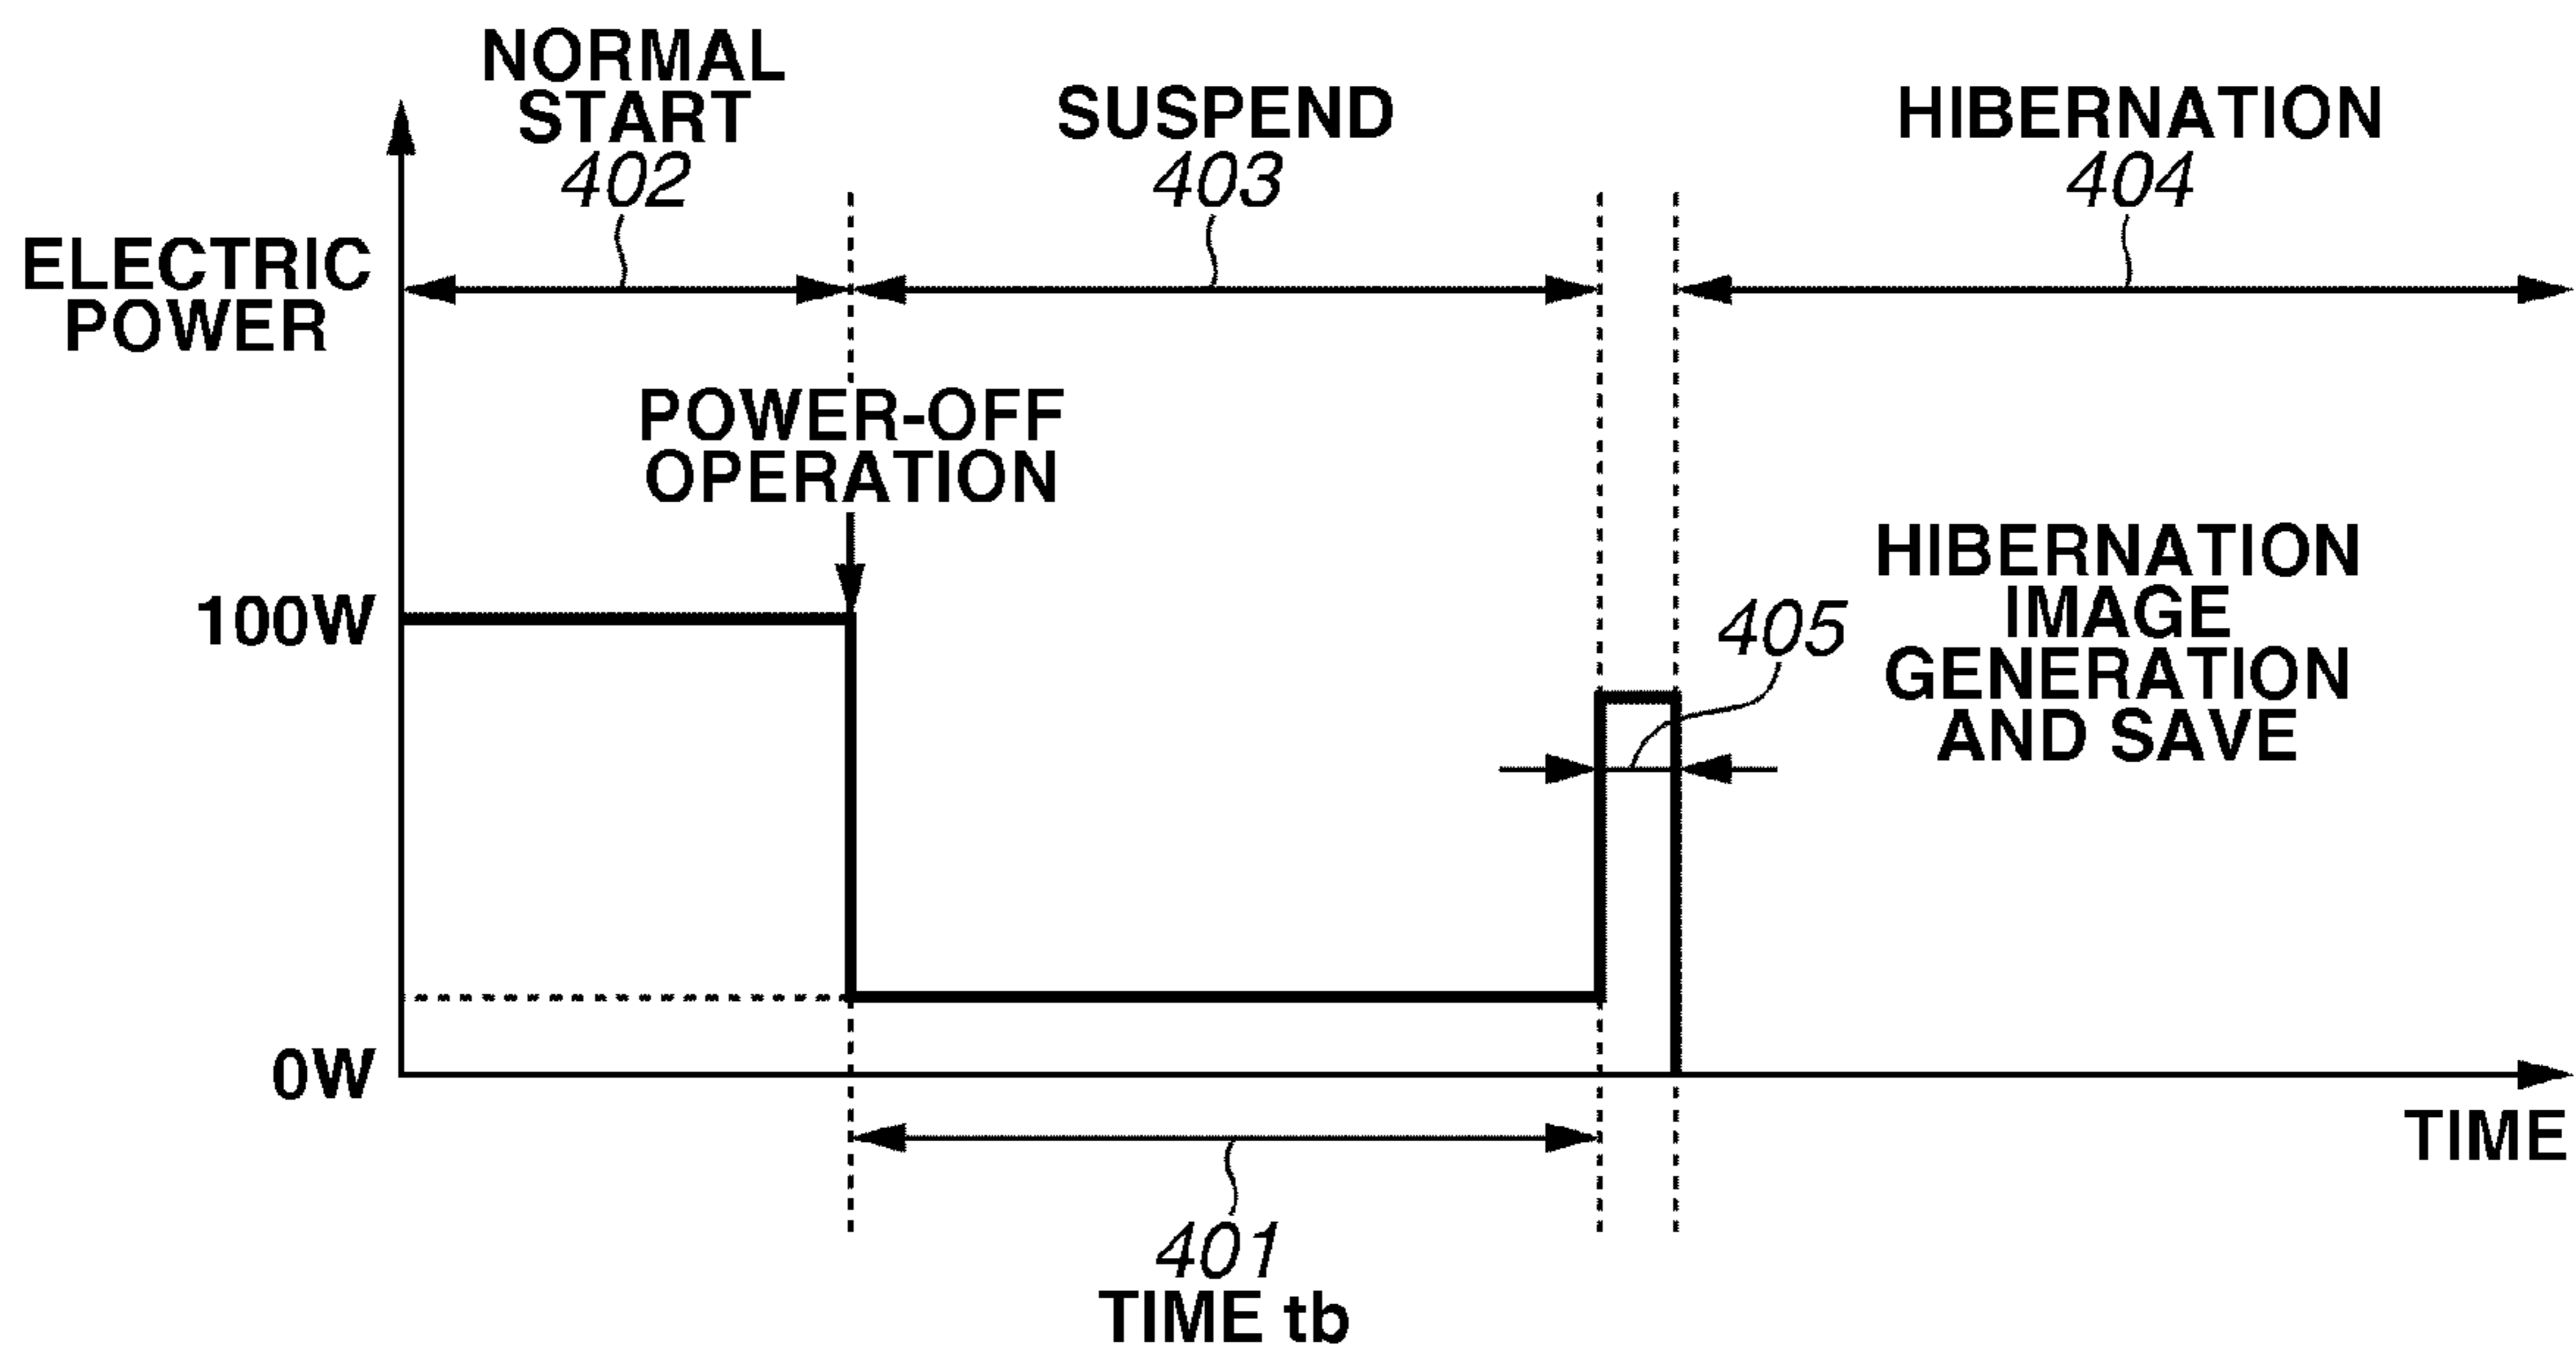 NORMAL
START
402
SUSPEND
403
HIBERNATION
404
ELECTRIC
POWER
POWER-OFF
OPERATION
100W
405
HIBERNATION
IMAGE
GENERATION
AND SAVE
0W
TIME
401
TIME tb